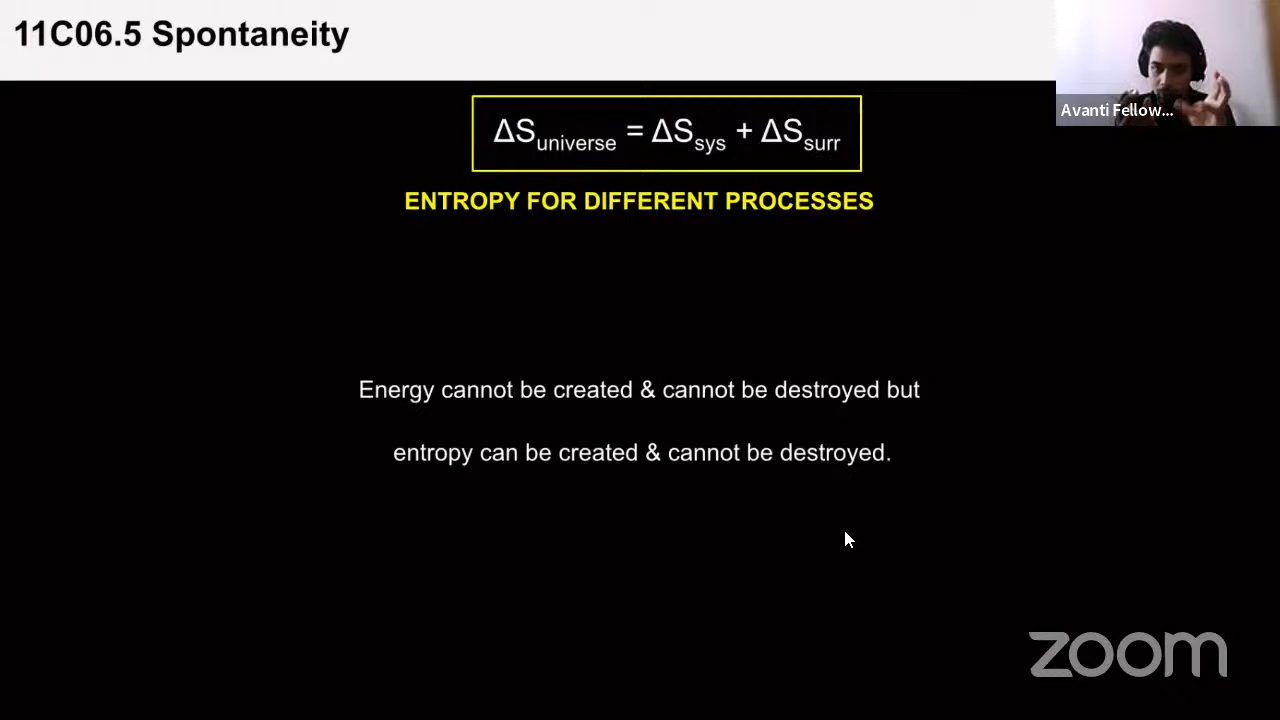 11C06.5 Spontaneity
Avanti Fellow...
ΔSuniverse = ΔSsys + ΔSsurr
ENTROPY FOR DIFFERENT PROCESSES
Energy cannot be created & cannot be destroyed but
entropy can be created & cannot be destroyed.
zoom